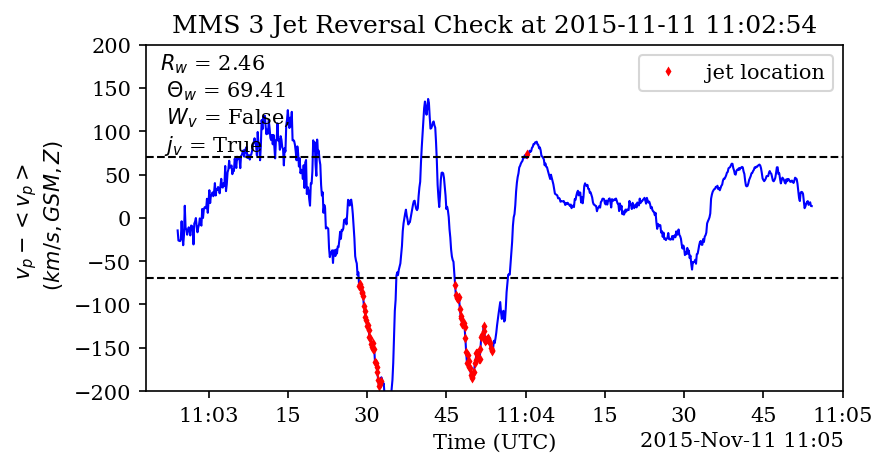 MMS 3 Jet Reversal Check at 2015-11-11 11:02:54
200
150
100
50
0
−50
−100
−150
−200
v_p − <v_p>
(km/s, GSM, Z)
R_w = 2.46
Θ_w = 69.41
W_v = False
j_v = True
jet location
11:03 15 30 45 11:04 15 30 45 11:05
Time (UTC)
2015-Nov-11 11:05